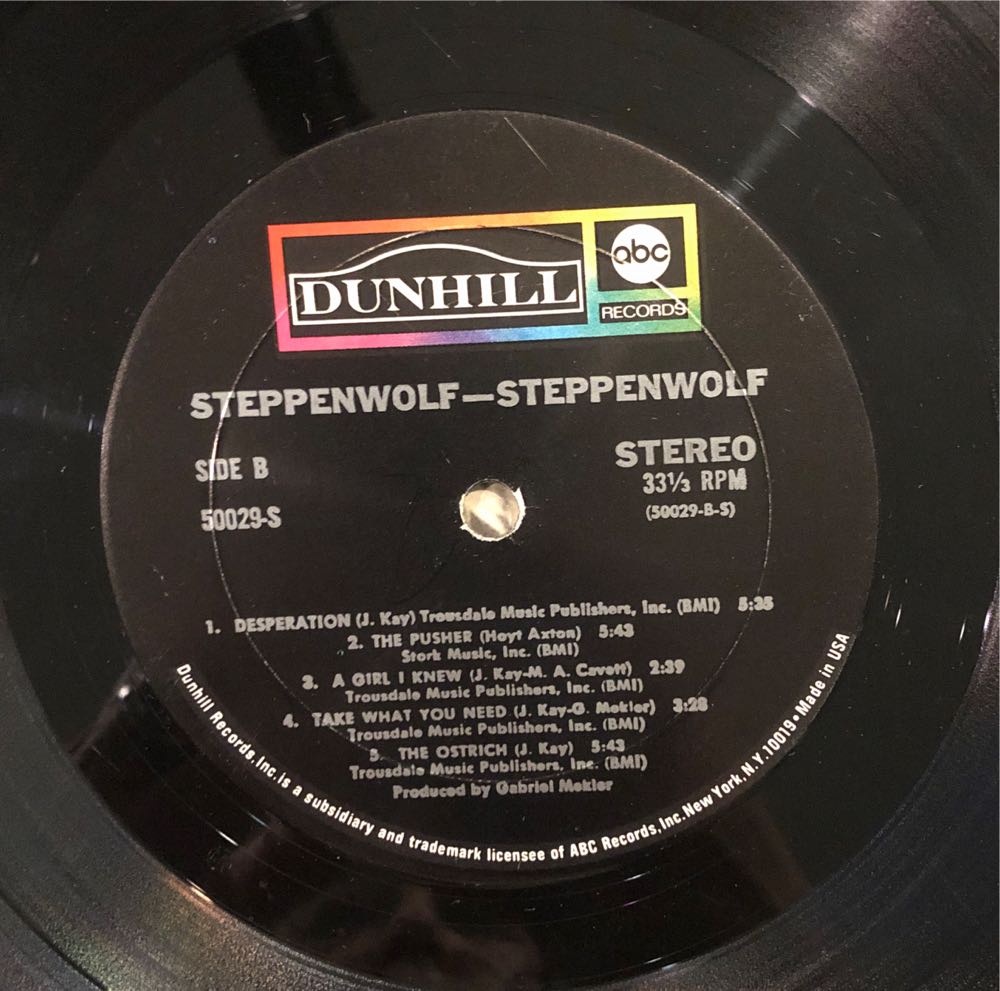 DUNHILL
abc
RECORDS
STEPPENWOLF—STEPPENWOLF
SIDE B
STEREO
33⅓ RPM
50029-S
(50029-B-S)
1. DESPERATION (J. Kay) Trousdale Music Publishers, Inc. (BMI) 5:35
2. THE PUSHER (Hoyt Axton) 5:43
Stork Music, Inc. (BMI)
3. A GIRL I KNEW (J. Kay-M. A. Cavett) 2:39
Trousdale Music Publishers, Inc. (BMI)
4. TAKE WHAT YOU NEED (J. Kay-G. Mekler) 3:28
Trousdale Music Publishers, Inc. (BMI)
5. THE OSTRICH (J. Kay) 5:43
Trousdale Music Publishers, Inc. (BMI)
Produced by Gabriel Mekler
Dunhill Records, Inc. is a subsidiary and trademark licensee of ABC Records, Inc. New York, N.Y. 10019 • Made in USA